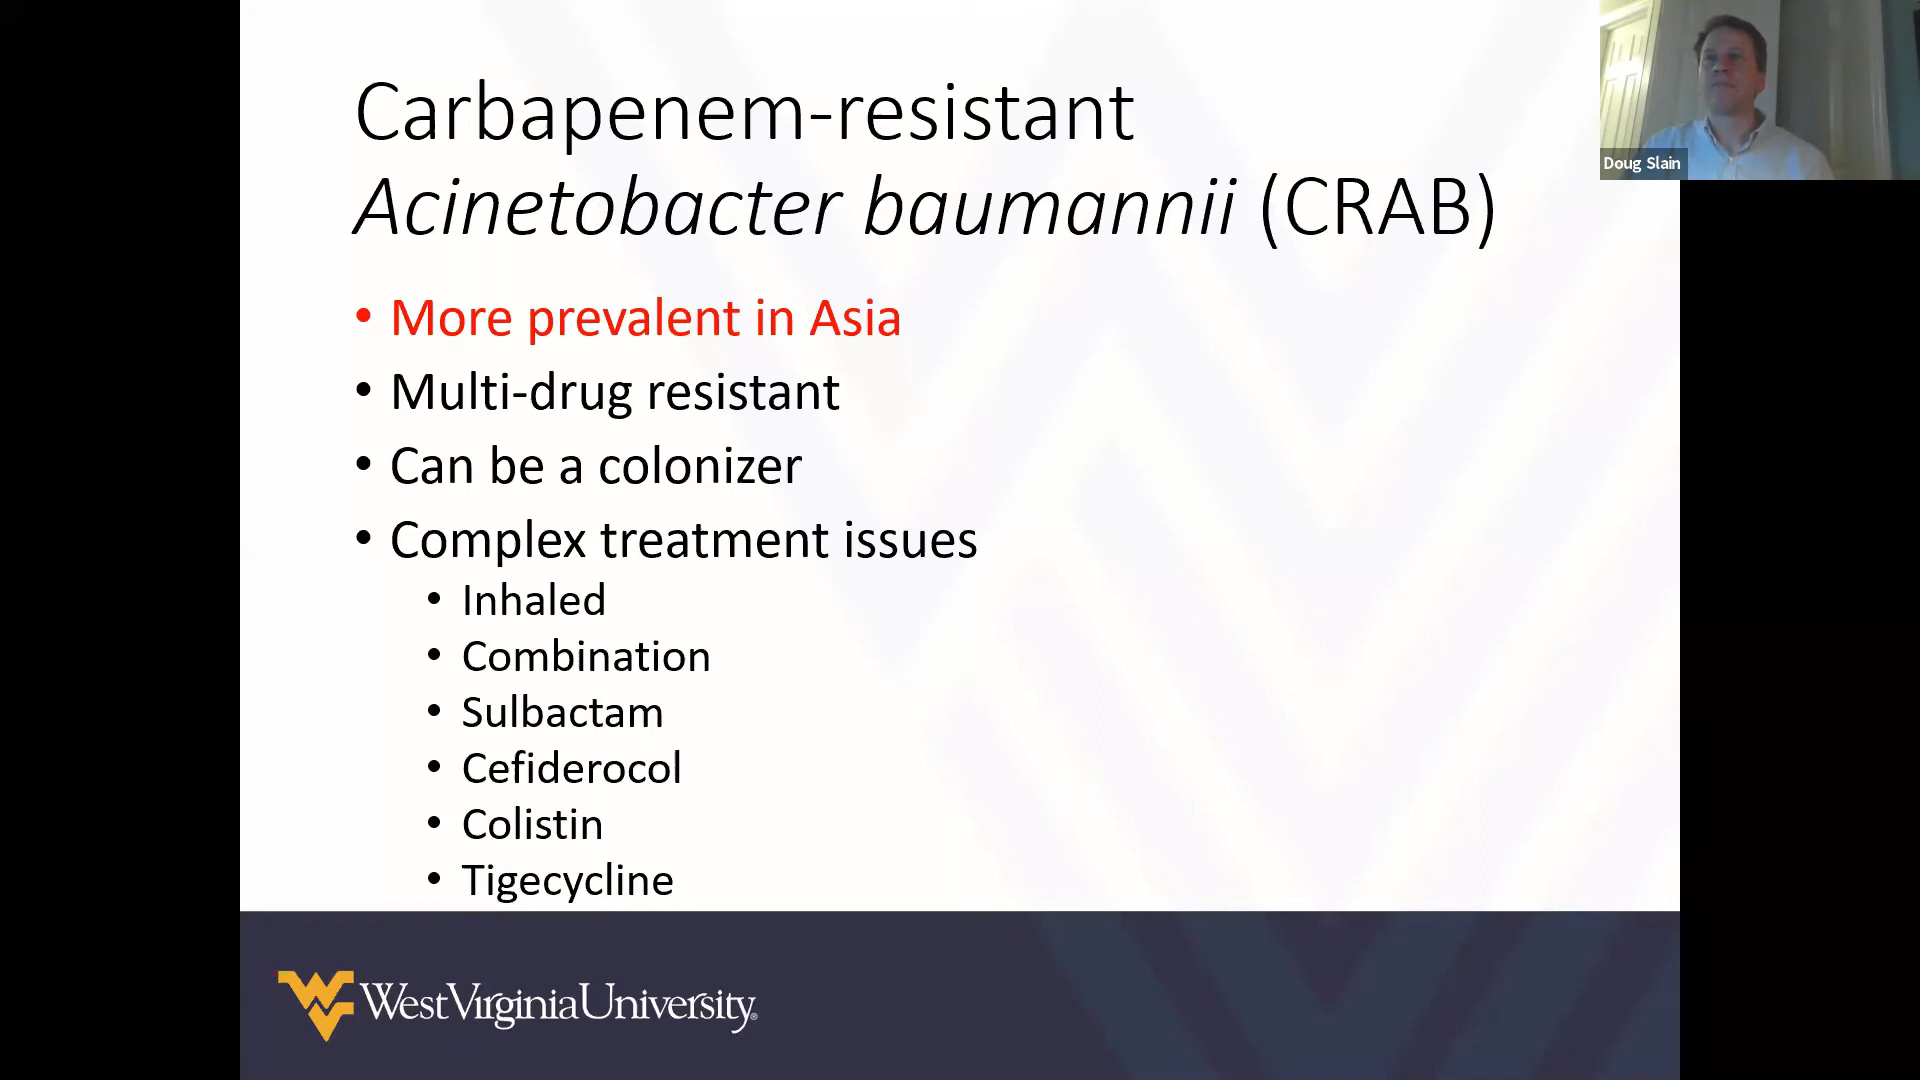 Carbapenem-resistant
Acinetobacter baumannii (CRAB)
• More prevalent in Asia
• Multi-drug resistant
• Can be a colonizer
• Complex treatment issues
• Inhaled
• Combination
• Sulbactam
• Cefiderocol
• Colistin
• Tigecycline
WestVirginiaUniversity®
Doug Slain